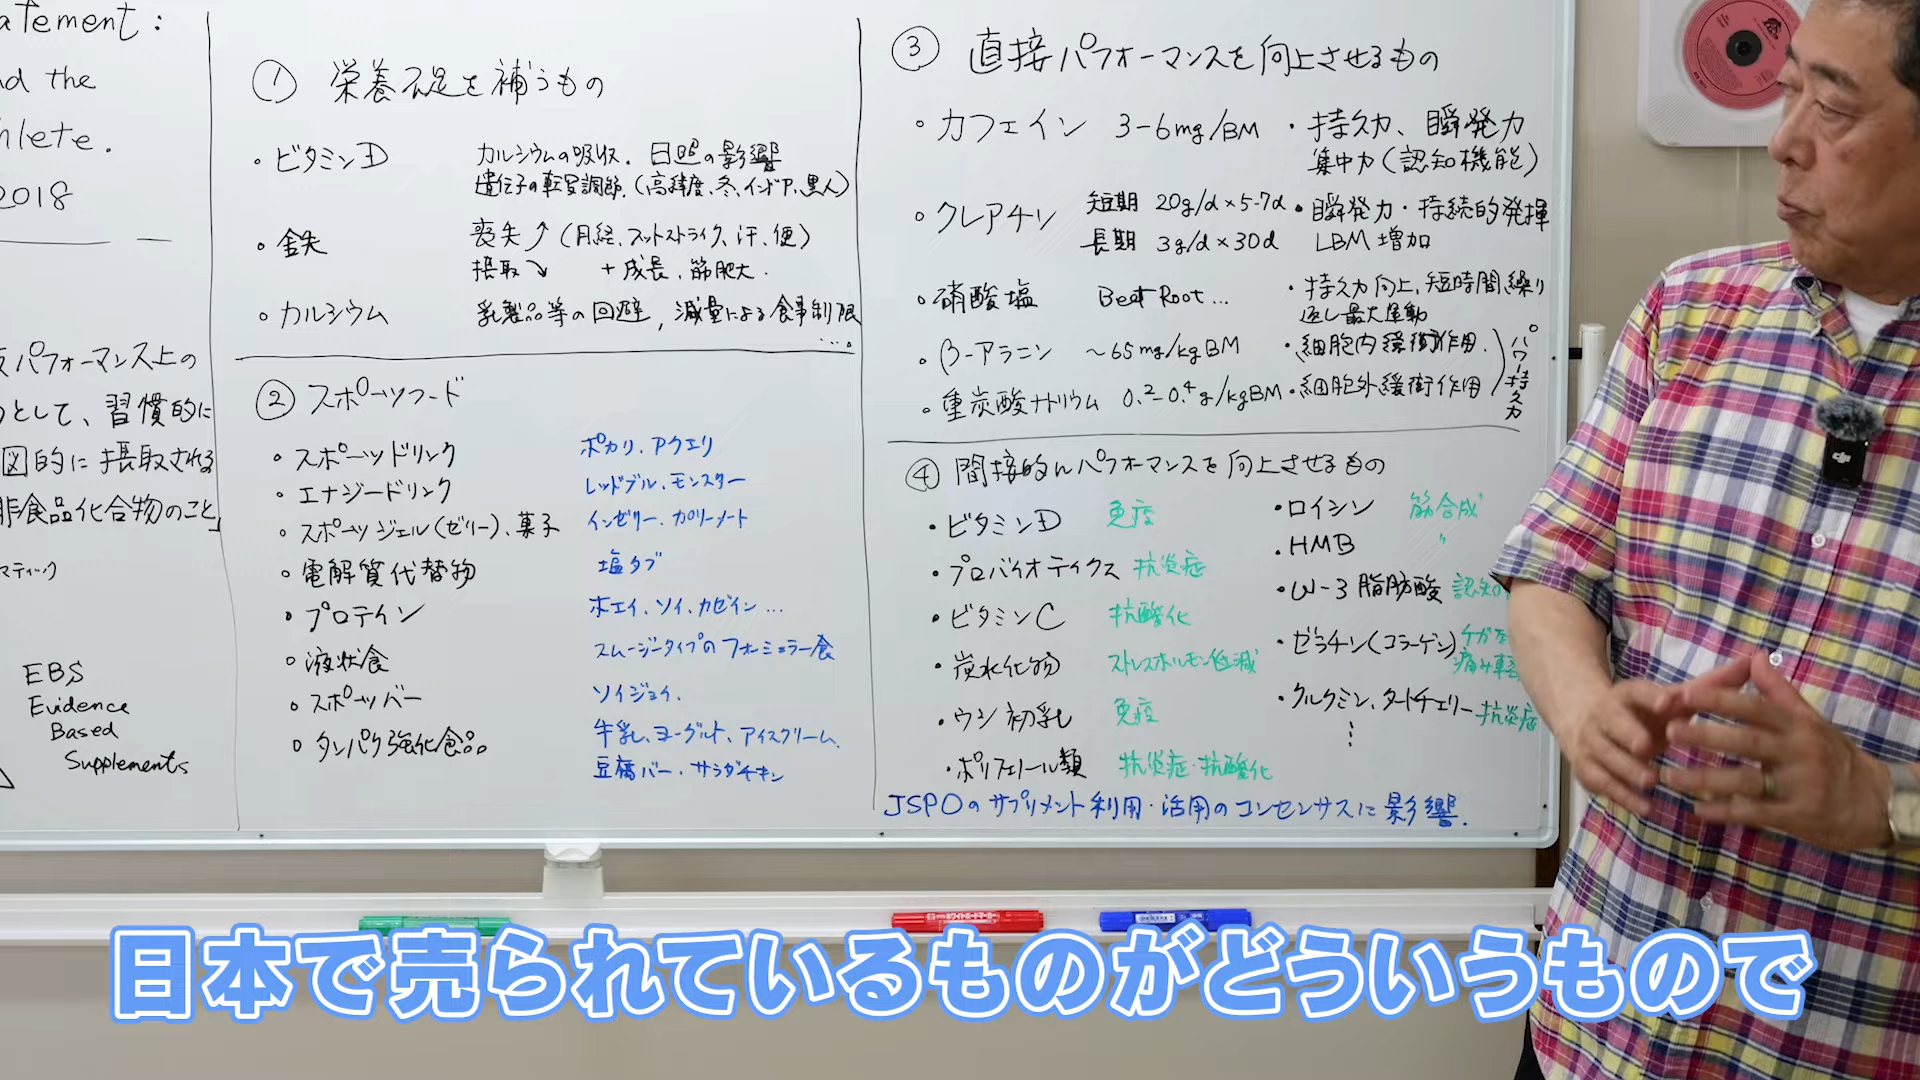 atement:
nd the
hlete.
2018
パフォーマンス上の
として、習慣的に
図的に摂取される
非食品化合物のこと」
マティック
EBS
Evidence
Based
Supplements
① 栄養不足を補うもの
・ビタミンD カルシウムの吸収. 日照の影響
遺伝子の転写調節. (高緯度、冬、インドア、黒人)
・鉄 喪失↗(月経、フットストライク、汗、便)
摂取↘ +成長、筋肥大.
・カルシウム 乳製品等の回避, 減量による食事制限
....
② スポーツフード
・スポーツドリンク ポカリ、アクエリ
・エナジードリンク レッドブル、モンスター
・スポーツジェル(ゼリー)、菓子 インゼリー、カロリーメート
・電解質代替物 塩タブ
・プロテイン ホエイ、ソイ、カゼイン…
・液状食 スムージータイプのフォーミュラー食
・スポーツバー ソイジョイ.
・タンパク強化食品 牛乳、ヨーグルト、アイスクリーム、
豆腐バー・サラダチキン
③ 直接パフォーマンスを向上させるもの
・カフェイン 3-6mg/BM ・持久力、瞬発力
集中力(認知機能)
・クレアチン 短期 20g/d×5-7d ・瞬発力・持続的発揮
長期 3g/d×30d LBM増加
・硝酸塩 Beet Root… ・持久力向上、短時間繰り
返し最大運動
・β-アラニン ~65mg/kgBM ・細胞内緩衝作用.
・重炭酸ナトリウム 0.2-0.4g/kgBM ・細胞外緩衝作用
パワー持久力
④ 間接的にパフォーマンスを向上させるもの
・ビタミンD 免疫
・プロバイオティクス 抗炎症
・ビタミンC 抗酸化
・炭水化物 ストレスホルモン低減
・ウシ初乳 免疫
・ポリフェノール類 抗炎症・抗酸化
・ロイシン 筋合成
・HMB 〃
・ω-3脂肪酸 認知
・ゼラチン(コラーゲン) ケガ
痛み軽
・クルクミン、タートチェリー 抗炎症
⋮
JSPOのサプリメント利用・活用のコンセンサスに影響.
日本で売られているものがどういうもので